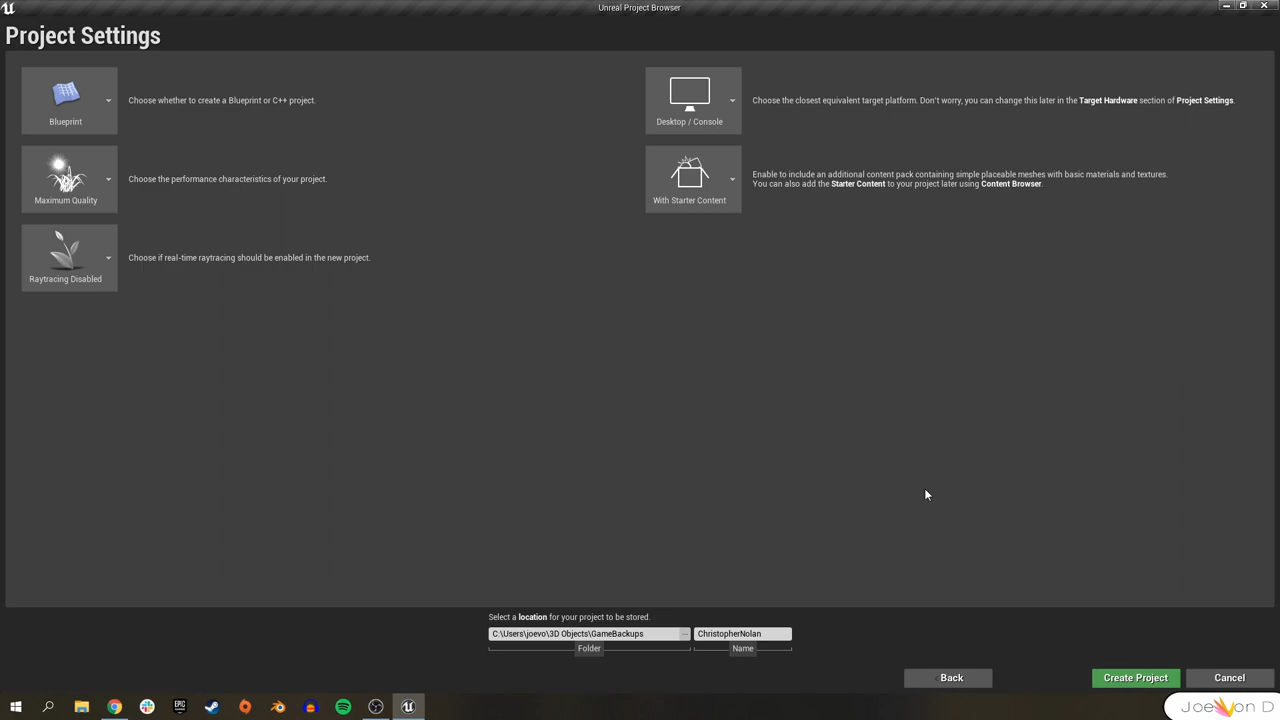 Unreal Project Browser
Project Settings
Blueprint
Choose whether to create a Blueprint or C++ project.
Desktop / Console
Choose the closest equivalent target platform. Don't worry, you can change this later in the Target Hardware section of Project Settings.
Maximum Quality
Choose the performance characteristics of your project.
With Starter Content
Enable to include an additional content pack containing simple placeable meshes with basic materials and textures.
You can also add the Starter Content to your project later using Content Browser.
Raytracing Disabled
Choose if real-time raytracing should be enabled in the new project.
Select a location for your project to be stored.
C:\Users\joevo\3D Objects\GameBackups
...
ChristopherNolan
Folder
Name
Back
Create Project
Cancel
EPIC
GAMES
Joe Von D